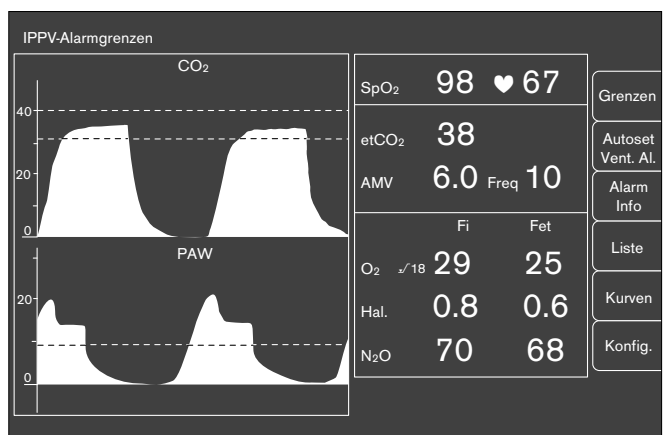 IPPV-Alarmgrenzen
CO₂
40
20
0
PAW
20
0
SpO₂ 98 ♥ 67
etCO₂ 38
AMV 6.0 Freq 10
Fi Fet
O₂ 18 29 25
Hal. 0.8 0.6
N₂O 70 68
Grenzen
Autoset
Vent. Al.
Alarm
Info
Liste
Kurven
Konfig.